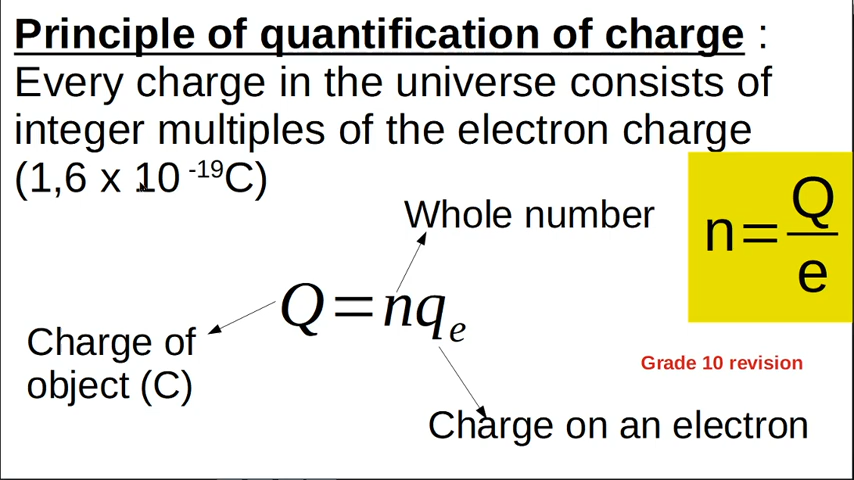 Principle of quantification of charge :
Every charge in the universe consists of
integer multiples of the electron charge
(1,6 x 10 -19C)
Whole number
n=Q/e
Q=nqe
Charge of
object (C)
Grade 10 revision
Charge on an electron